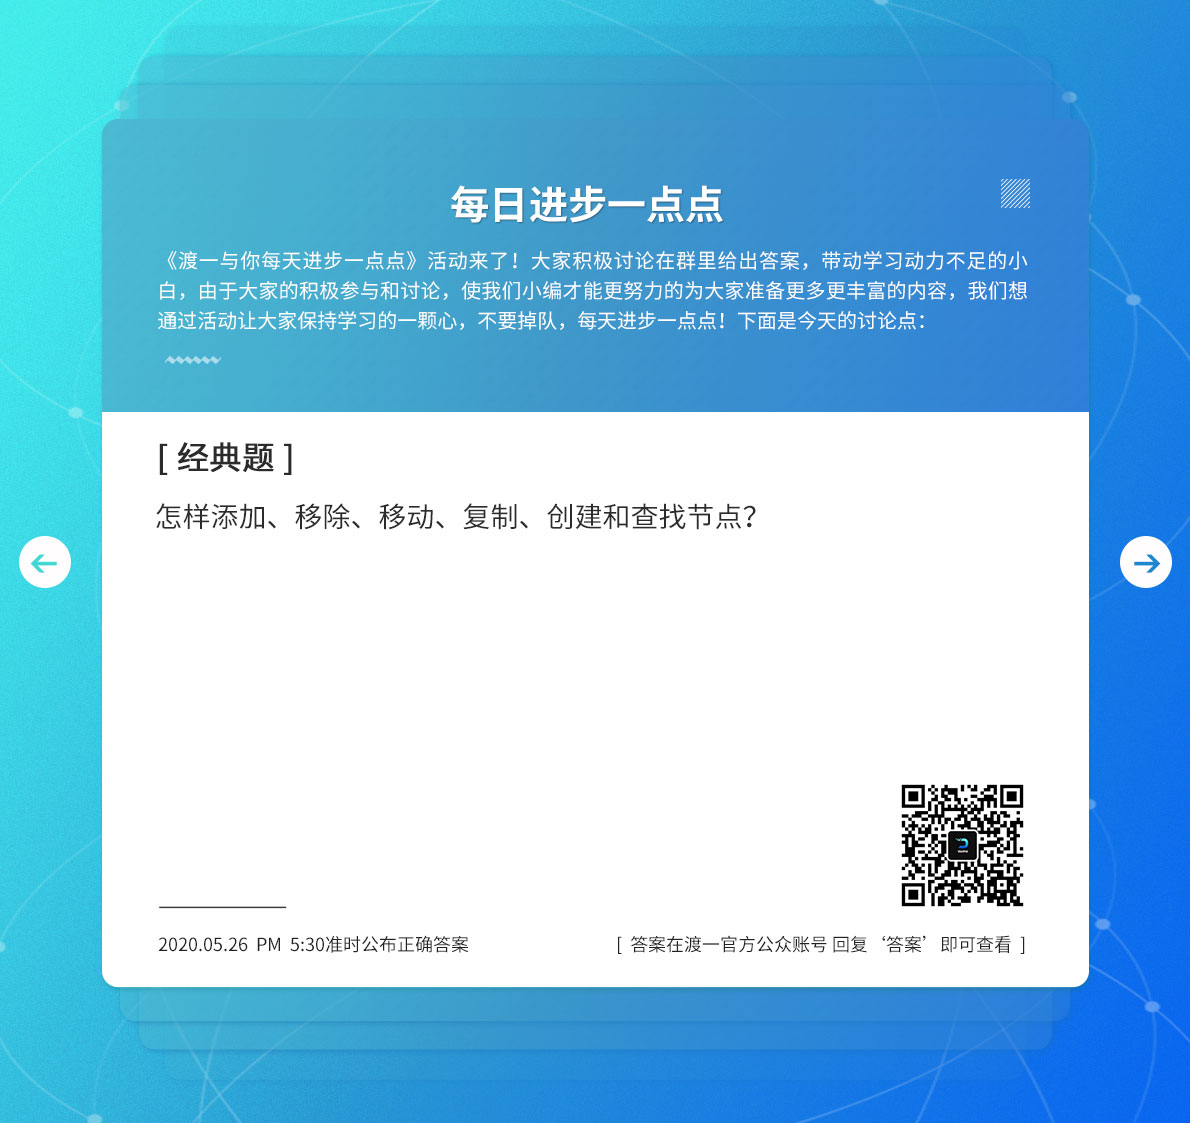 每日进步一点点
《渡一与你每天进步一点点》活动来了！大家积极讨论在群里给出答案，带动学习动力不足的小
白，由于大家的积极参与和讨论，使我们小编才能更努力的为大家准备更多更丰富的内容，我们想
通过活动让大家保持学习的一颗心，不要掉队，每天进步一点点！下面是今天的讨论点：
[ 经典题 ]
怎样添加、移除、移动、复制、创建和查找节点？
2020.05.26 PM 5:30准时公布正确答案
[ 答案在渡一官方公众账号 回复 ‘答案’ 即可查看 ]